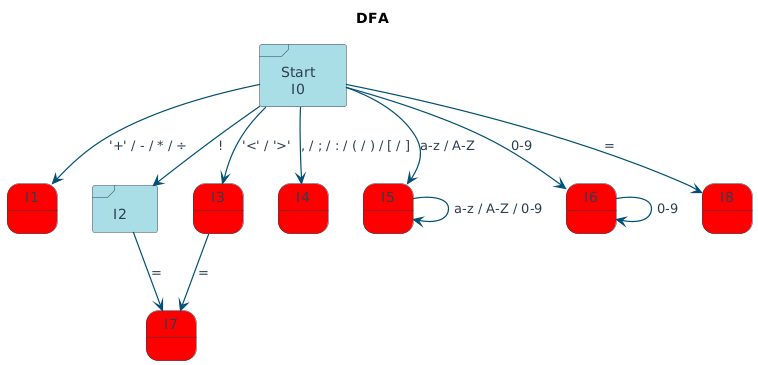 DFA
Start
I0
'+' / - / * / ÷
!
'<' / '>'
, / ; / : / ( / ) / [ / ]
a-z / A-Z
0-9
=
I1
I2
I3
I4
I5
a-z / A-Z / 0-9
I6
0-9
I8
=
=
I7